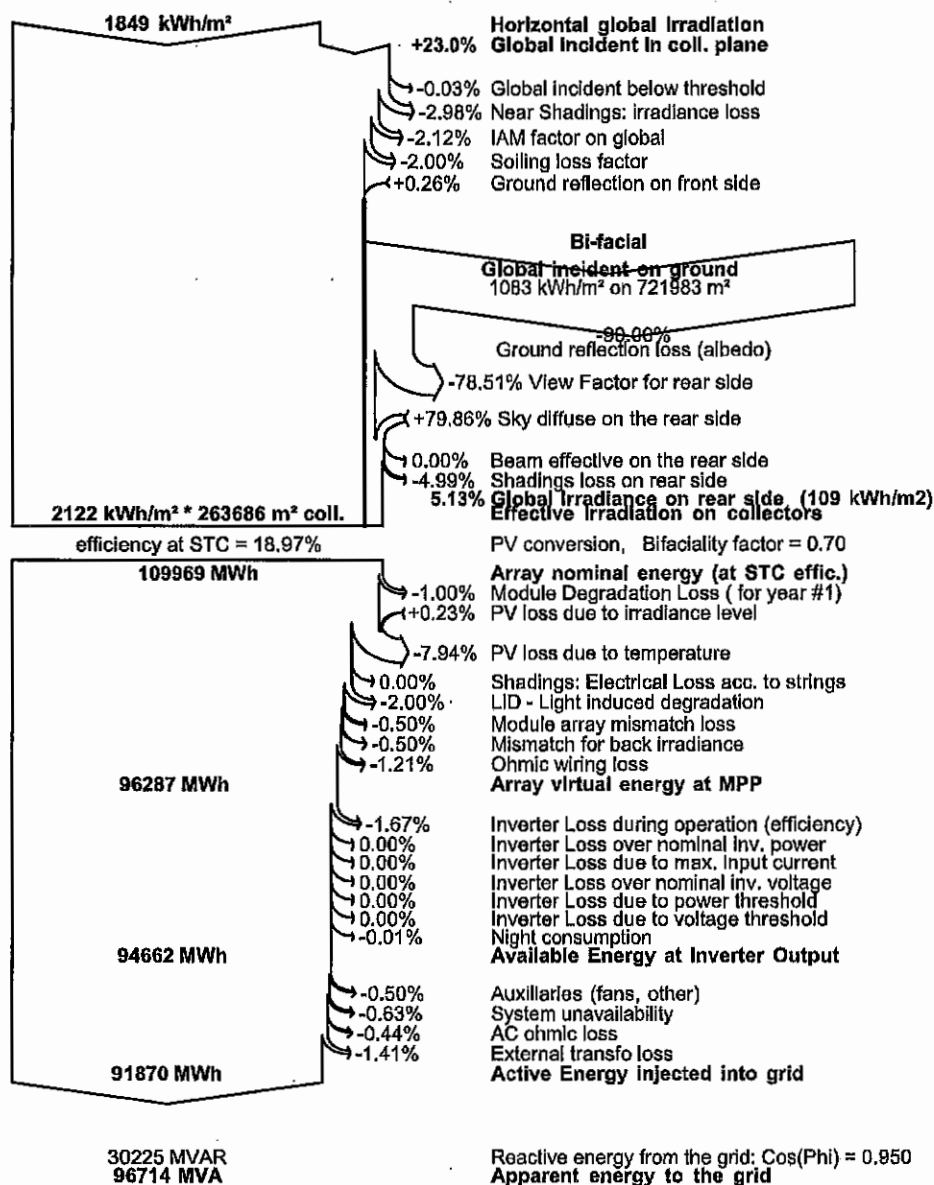 1849 kWh/m² Horizontal global Irradiation
+23.0% Global Incident In coll. plane
-0.03% Global incident below threshold
-2.98% Near Shadings: irradiance loss
-2.12% IAM factor on global
-2.00% Soiling loss factor
+0.26% Ground reflection on front side
Bi-facial
Global incident on ground
1083 kWh/m² on 721983 m²
-90.00%
Ground reflection loss (albedo)
-78.51% View Factor for rear side
+79.86% Sky diffuse on the rear side
0.00% Beam effective on the rear side
-4.99% Shadings loss on rear side
5.13% Global Irradiance on rear side (109 kWh/m2)
2122 kWh/m² * 263686 m² coll. Effective Irradiation on collectors
efficiency at STC = 18.97% PV conversion, Bifaciality factor = 0.70
109969 MWh Array nominal energy (at STC effic.)
-1.00% Module Degradation Loss ( for year #1)
+0.23% PV loss due to irradiance level
-7.94% PV loss due to temperature
0.00% Shadings: Electrical Loss acc. to strings
-2.00% LID - Light induced degradation
-0.50% Module array mismatch loss
-0.50% Mismatch for back irradiance
-1.21% Ohmic wiring loss
96287 MWh Array virtual energy at MPP
-1.67% Inverter Loss during operation (efficiency)
0.00% Inverter Loss over nominal inv. power
0.00% Inverter Loss due to max. input current
0.00% Inverter Loss over nominal inv. voltage
0.00% Inverter Loss due to power threshold
0.00% Inverter Loss due to voltage threshold
-0.01% Night consumption
94662 MWh Available Energy at Inverter Output
-0.50% Auxiliaries (fans, other)
-0.63% System unavailability
-0.44% AC ohmic loss
-1.41% External transfo loss
91870 MWh Active Energy injected into grid
30225 MVAR Reactive energy from the grid: Cos(Phi) = 0.950
96714 MVA Apparent energy to the grid